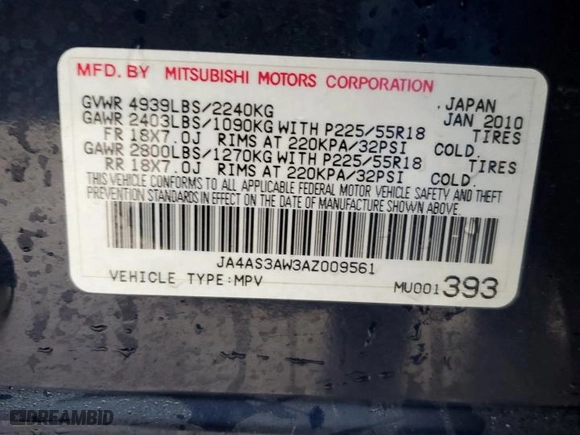 MFD. BY MITSUBISHI MOTORS CORPORATION
GVWR 4939LBS/2240KG , JAPAN
GAWR 2403LBS/1090KG WITH P225/55R18 JAN 2010 TIRES
FR 18X7.0J RIMS AT 220KPA/32PSI COLD.
GAWR 2800LBS/1270KG WITH P225/55R18 TIRES
RR 18X7.0J RIMS AT 220KPA/32PSI COLD.
THIS VEHICLE CONFORMS TO ALL APPLICABLE FEDERAL MOTOR VEHICLE SAFETY AND THEFT
PREVENTION STANDARDS IN EFFECT ON THE DATE OF MANUFACTURE SHOWN ABOVE.
JA4AS3AW3AZ009561
VEHICLE TYPE:MPV MU001393
DREAMBID